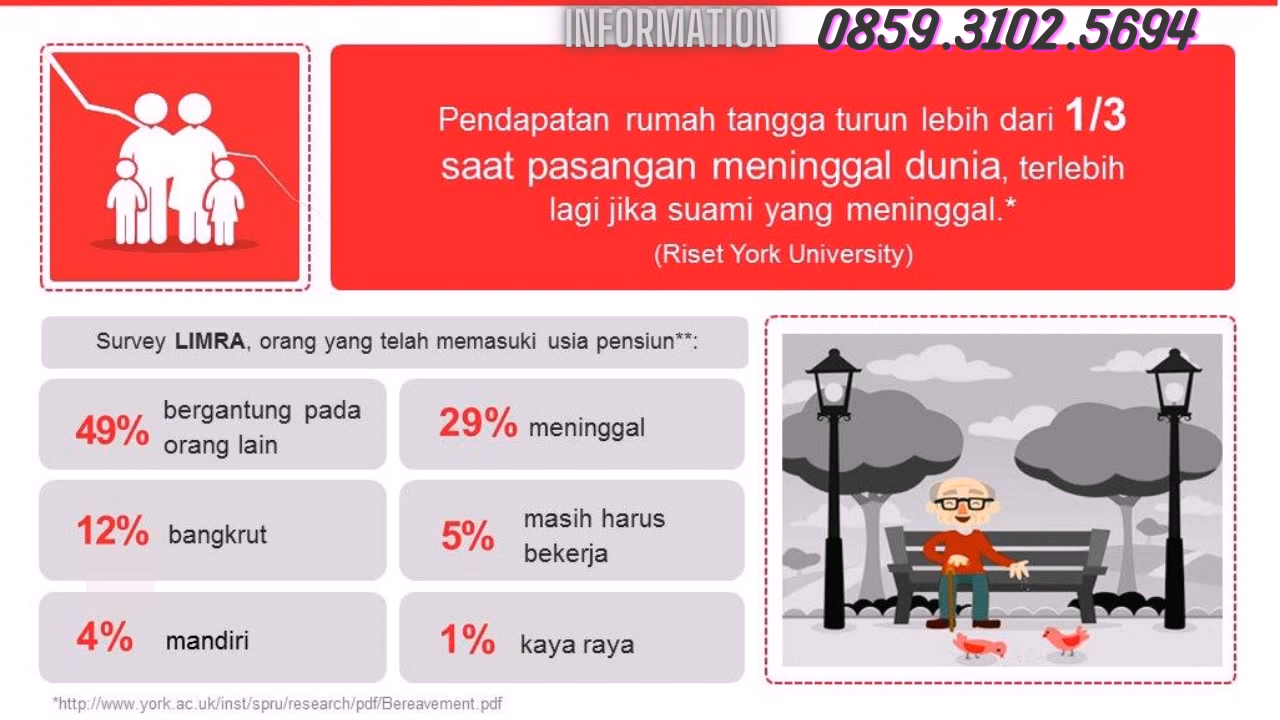 INFORMATION 0859.3102.5694
Pendapatan rumah tangga turun lebih dari 1/3
saat pasangan meninggal dunia, terlebih
lagi jika suami yang meninggal.*
(Riset York University)
Survey LIMRA, orang yang telah memasuki usia pensiun**:
49% bergantung pada
orang lain
29% meninggal
12% bangkrut
5% masih harus
bekerja
4% mandiri
1% kaya raya
*http://www.york.ac.uk/inst/spru/research/pdf/Bereavement.pdf